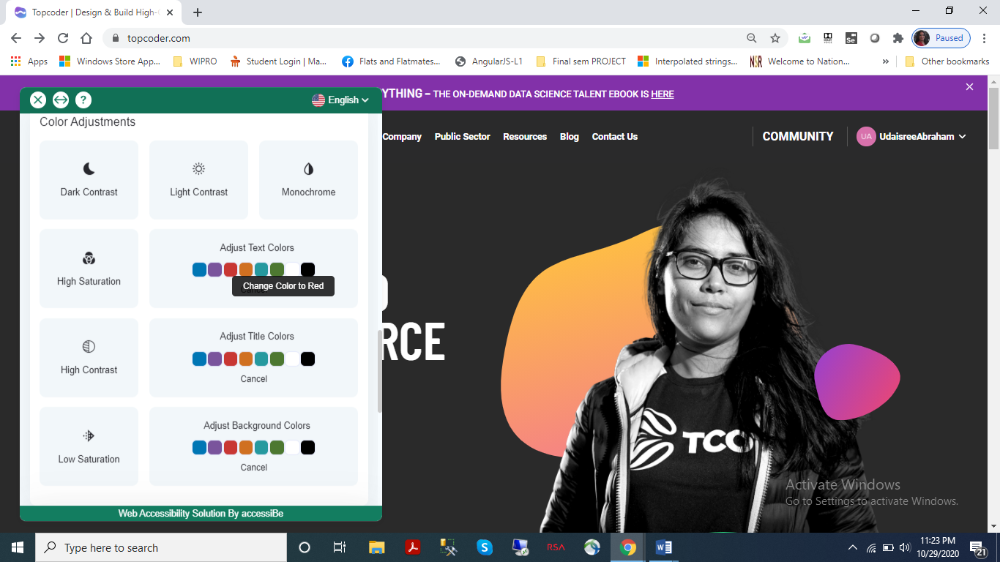 Topcoder | Design & Build High-
topcoder.com
Paused
Apps
Windows Store App...
WIPRO
Student Login | Ma...
Flats and Flatmates...
AngularJS-L1
Final sem PROJECT
Interpolated strings...
NSR
Welcome to Nation...
»
Other bookmarks
YTHING – THE ON-DEMAND DATA SCIENCE TALENT EBOOK IS HERE
?
English
Company
Public Sector
Resources
Blog
Contact Us
COMMUNITY
UA
UdaisreeAbraham
Color Adjustments
Dark Contrast
Light Contrast
Monochrome
High Saturation
Adjust Text Colors
Change Color to Red
High Contrast
Adjust Title Colors
Cancel
Low Saturation
Adjust Background Colors
Cancel
Web Accessibility Solution By accessiBe
RCE
TCO
Activate Windows
Go to Settings to activate Windows.
Type here to search
RSA
11:23 PM
10/29/2020
21